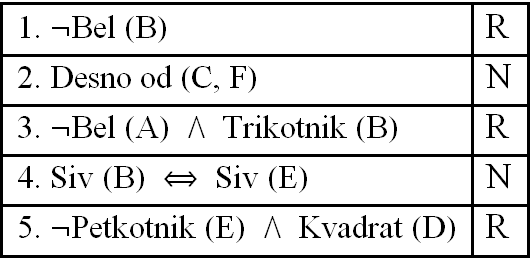 1. ¬Bel (B) R
2. Desno od (C, F) N
3. ¬Bel (A) ∧ Trikotnik (B) R
4. Siv (B) ⇔ Siv (E) N
5. ¬Petkotnik (E) ∧ Kvadrat (D) R